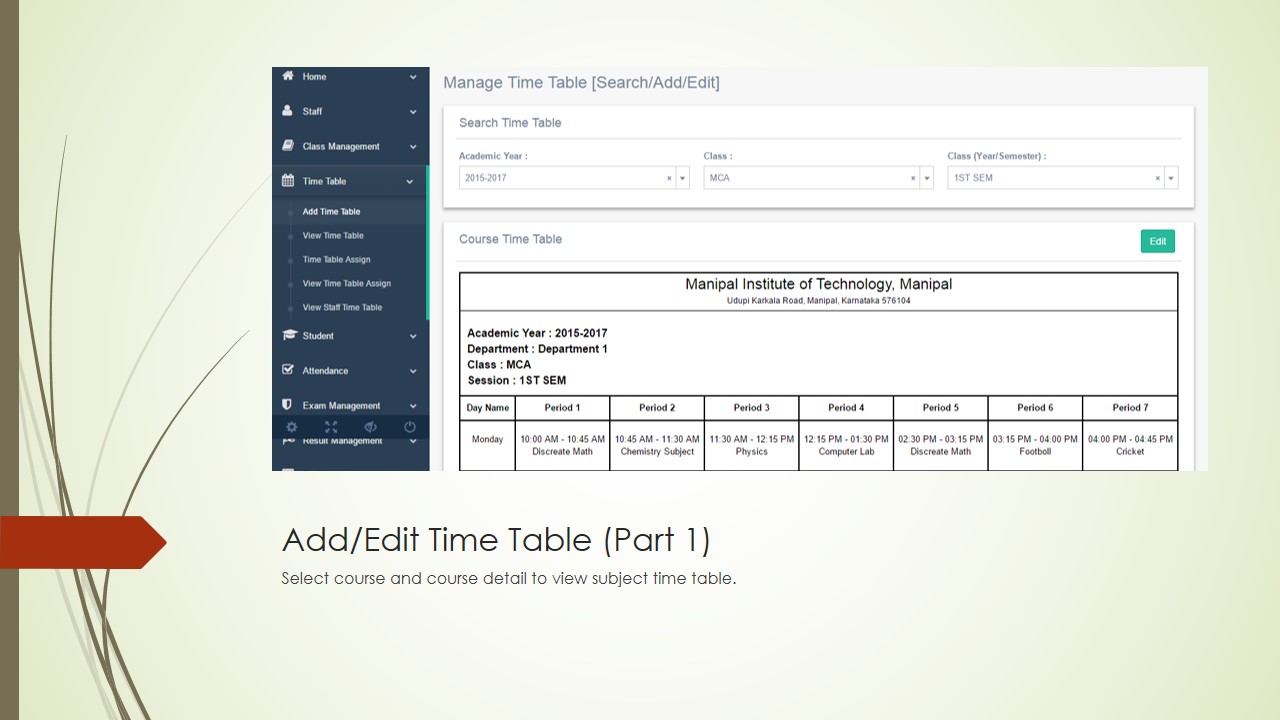 Home
Staff
Class Management
Time Table
Add Time Table
View Time Table
Time Table Assign
View Time Table Assign
View Staff Time Table
Student
Attendance
Exam Management
Result Management
Manage Time Table [Search/Add/Edit]
Search Time Table
Academic Year : Class : Class (Year/Semester) :
2015-2017 × MCA × 1ST SEM ×
Course Time Table Edit
Manipal Institute of Technology, Manipal
Udupi Karkala Road, Manipal, Karnataka 576104
Academic Year : 2015-2017
Department : Department 1
Class : MCA
Session : 1ST SEM
Day Name Period 1 Period 2 Period 3 Period 4 Period 5 Period 6 Period 7
Monday 10:00 AM - 10:45 AM 10:45 AM - 11:30 AM 11:30 AM - 12:15 PM 12:15 PM - 01:30 PM 02:30 PM - 03:15 PM 03:15 PM - 04:00 PM 04:00 PM - 04:45 PM
Discreate Math Chemistry Subject Physics Computer Lab Discreate Math Footboll Cricket
Add/Edit Time Table (Part 1)
Select course and course detail to view subject time table.